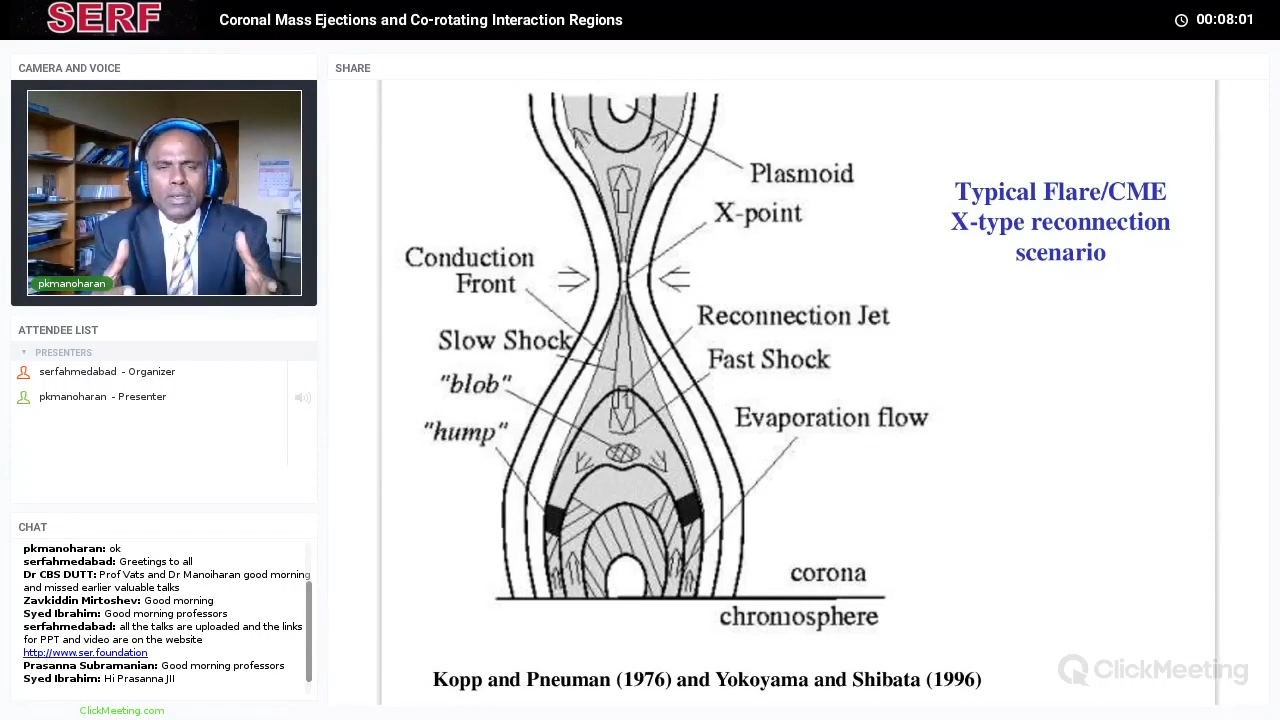 SERF
Coronal Mass Ejections and Co-rotating Interaction Regions
00:08:01
CAMERA AND VOICE
pkmanoharan
ATTENDEE LIST
PRESENTERS
serfahmedabad - Organizer
pkmanoharan - Presenter
CHAT
pkmanoharan: ok
serfahmedabad: Greetings to all
Dr CBS DUTT: Prof Vats and Dr Manoiharan good morning
and missed earlier valuable talks
Zavkiddin Mirtoshev: Good morning
Syed Ibrahim: Good morning professors
serfahmedabad: all the talks are uploaded and the links
for PPT and video are on the website
http://www.ser.foundation
Prasanna Subramanian: Good morning professors
Syed Ibrahim: Hi Prasanna JII
ClickMeeting.com
SHARE
Plasmoid
X-point
Conduction
Front
Reconnection Jet
Slow Shock
Fast Shock
"blob"
Evaporation flow
"hump"
corona
chromosphere
Typical Flare/CME
X-type reconnection
scenario
Kopp and Pneuman (1976) and Yokoyama and Shibata (1996)
ClickMeeting